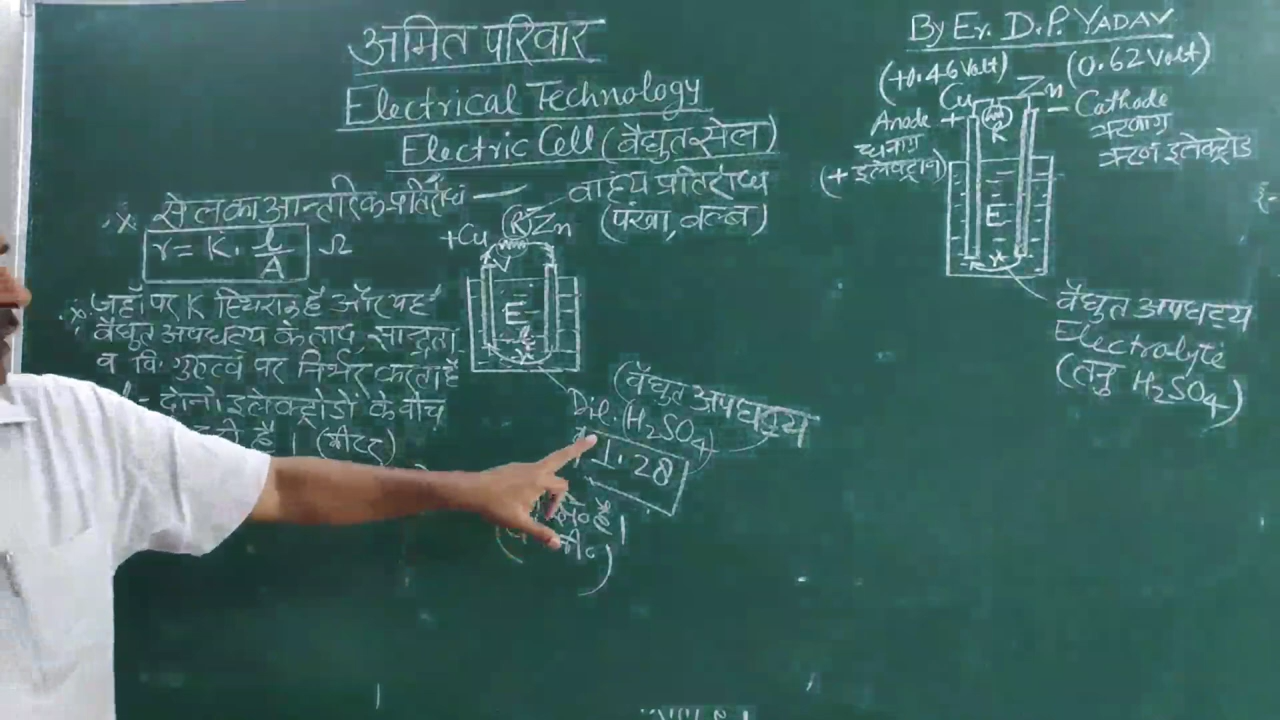 अमित परिवार
Electrical Technology
Electric Cell (वैधुत सेल)
x. सेल का आन्तरिक प्रतिरोध —
r = K. l/A Ω
x. जहाँ पर K स्थिरांक है और यह
वैधुत अपघट्य के ताप, सान्द्रता
व वि० गुरुत्व पर निर्भर करता है
l = दोनो इलेक्ट्रोडों के बीच
है। (मीटर)
वाह्य प्रतिरोध
(पंखा, बल्ब)
+Cu R Zn
E
l
r
(वैधुत अपघट्य
Dil. (H2SO4)
1.28
By Er. D.P. YADAV
(+0.46 Volt) (0.62 Volt)
Cu Zn
Anode + R - Cathode
(+ इलेक्ट्रान)
ऋण इलेक्ट्रोड
E
r
वैधुत अपघट्य
Electrolyte
(तनु H2SO4)